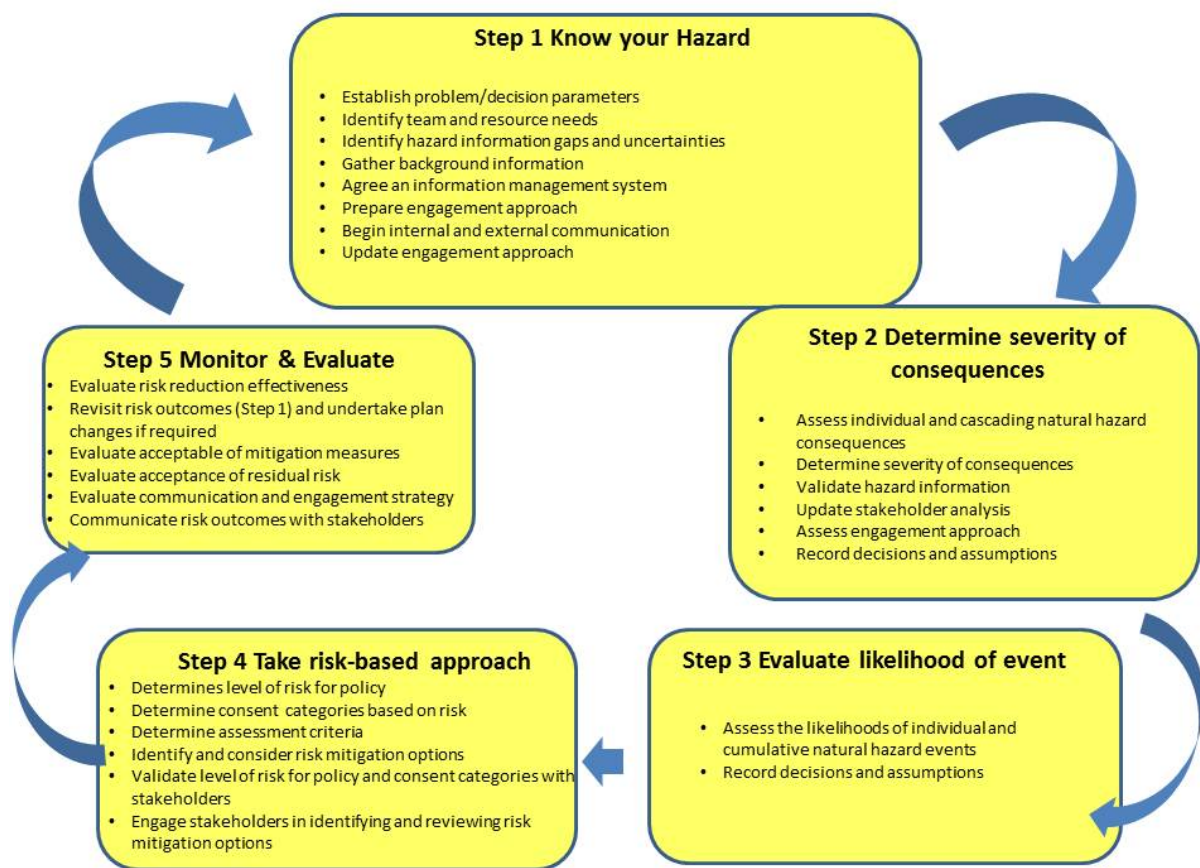 Step 1 Know your Hazard
• Establish problem/decision parameters
• Identify team and resource needs
• Identify hazard information gaps and uncertainties
• Gather background information
• Agree an information management system
• Prepare engagement approach
• Begin internal and external communication
• Update engagement approach
Step 2 Determine severity of
consequences
• Assess individual and cascading natural hazard
consequences
• Determine severity of consequences
• Validate hazard information
• Update stakeholder analysis
• Assess engagement approach
• Record decisions and assumptions
Step 3 Evaluate likelihood of event
• Assess the likelihoods of individual and
cumulative natural hazard events
• Record decisions and assumptions
Step 4 Take risk-based approach
• Determines level of risk for policy
• Determine consent categories based on risk
• Determine assessment criteria
• Identify and consider risk mitigation options
• Validate level of risk for policy and consent categories with
stakeholders
• Engage stakeholders in identifying and reviewing risk
mitigation options
Step 5 Monitor & Evaluate
• Evaluate risk reduction effectiveness
• Revisit risk outcomes (Step 1) and undertake plan
changes if required
• Evaluate acceptable of mitigation measures
• Evaluate acceptance of residual risk
• Evaluate communication and engagement strategy
• Communicate risk outcomes with stakeholders